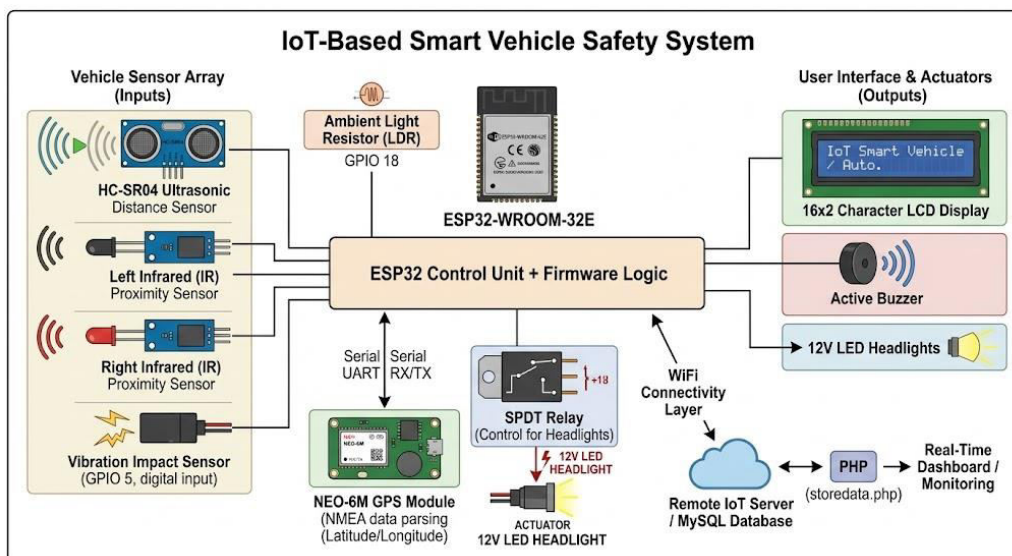 IoT-Based Smart Vehicle Safety System
Vehicle Sensor Array
(Inputs)
HC-SR04 Ultrasonic
Distance Sensor
Left Infrared (IR)
Proximity Sensor
Right Infrared (IR)
Proximity Sensor
Vibration Impact Sensor
(GPIO 5, digital input)
Ambient Light
Resistor (LDR)
GPIO 18
ESP32-WROOM-32E
ESP32 Control Unit + Firmware Logic
Serial
UART
Serial
RX/TX
NEO-6M
NEO-6M GPS Module
(NMEA data parsing
(Latitude/Longitude)
+18
SPDT Relay
(Control for Headlights)
12V LED
HEADLIGHT
ACTUATOR
12V LED HEADLIGHT
WiFi
Connectivity
Layer
Remote IoT Server
/ MySQL Database
PHP
(storedata.php)
Real-Time
Dashboard /
Monitoring
User Interface & Actuators
(Outputs)
IoT Smart Vehicle
/ Auto.
16x2 Character LCD Display
Active Buzzer
12V LED Headlights